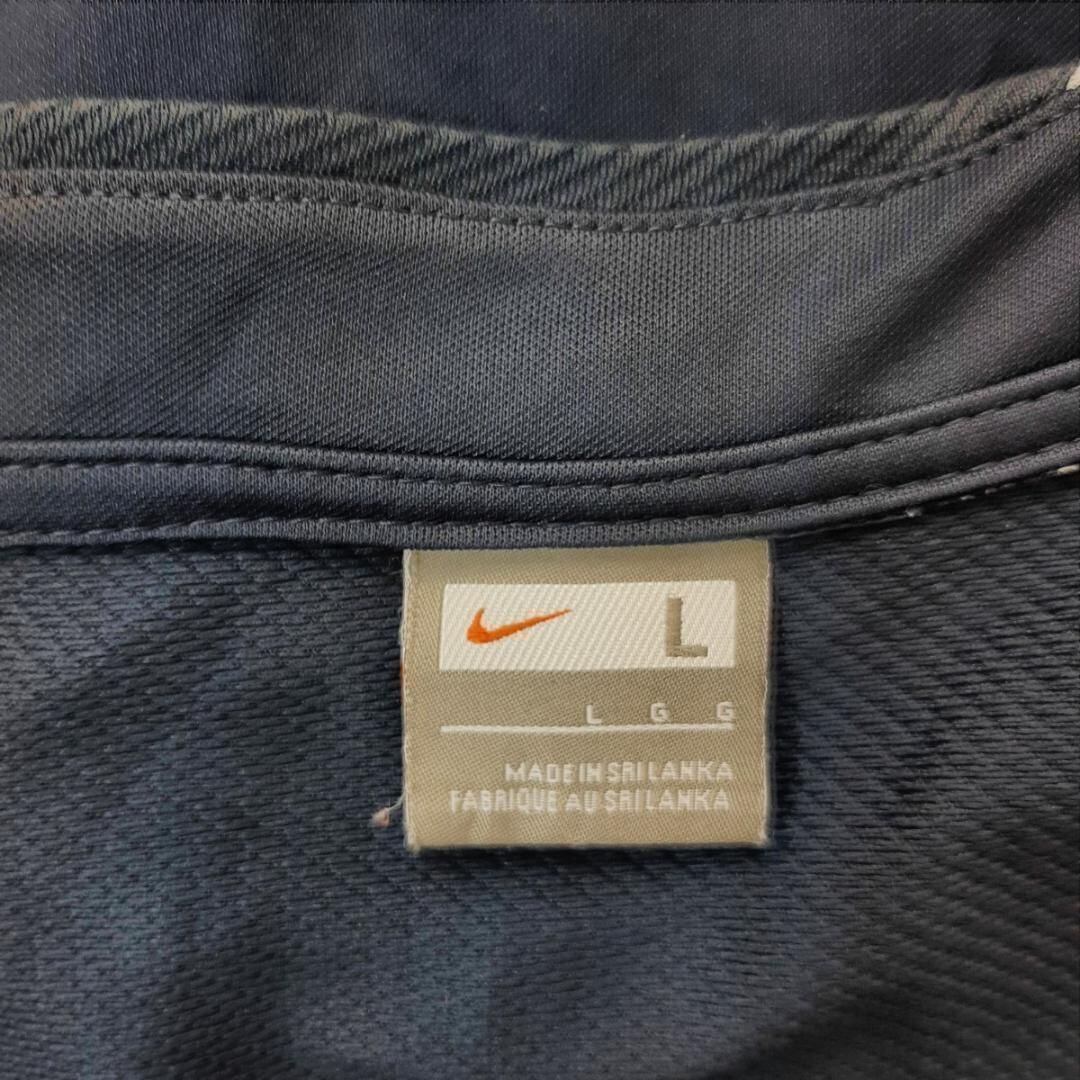 L
L G G
MADE IN SRI LANKA
FABRIQUE AU SRI LANKA